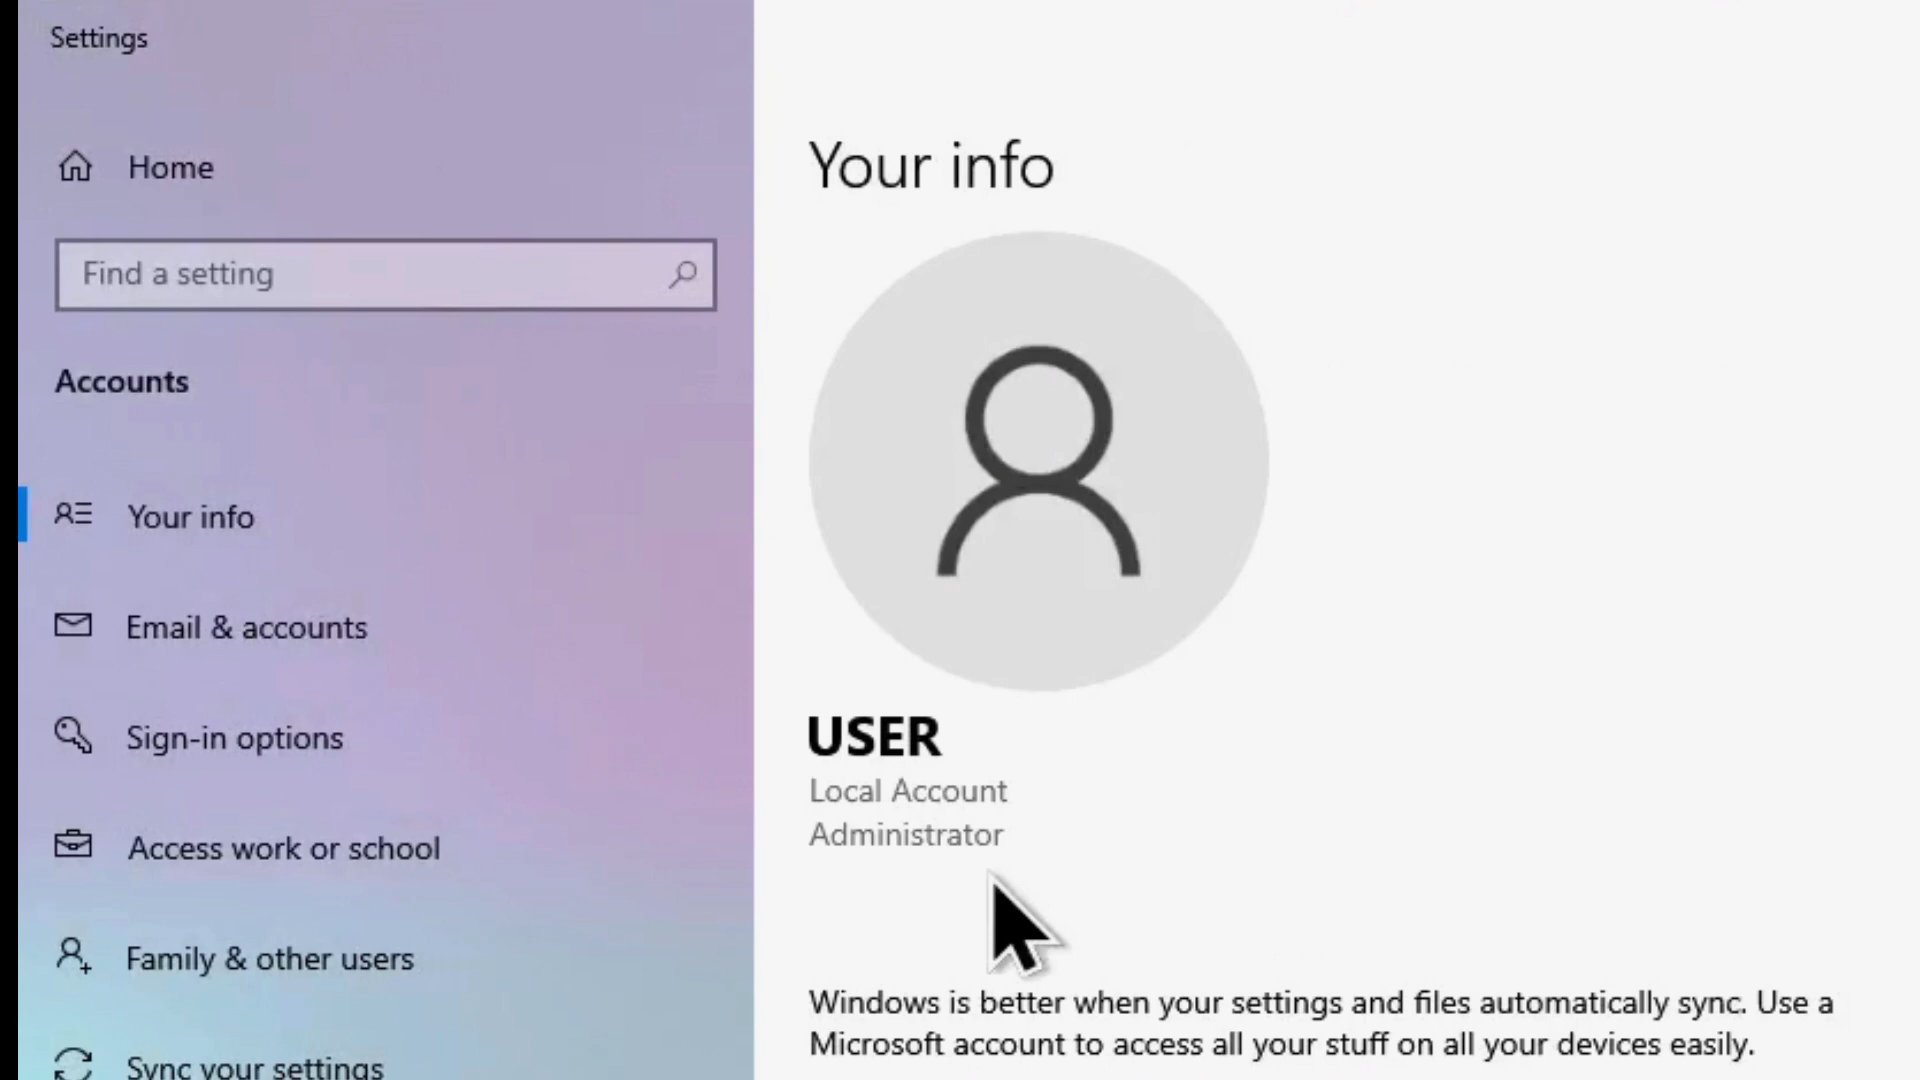 Settings
Home
Find a setting
Accounts
Your info
Email & accounts
Sign-in options
Access work or school
Family & other users
Sync your settings
Your info
USER
Local Account
Administrator
Windows is better when your settings and files automatically sync. Use a
Microsoft account to access all your stuff on all your devices easily.